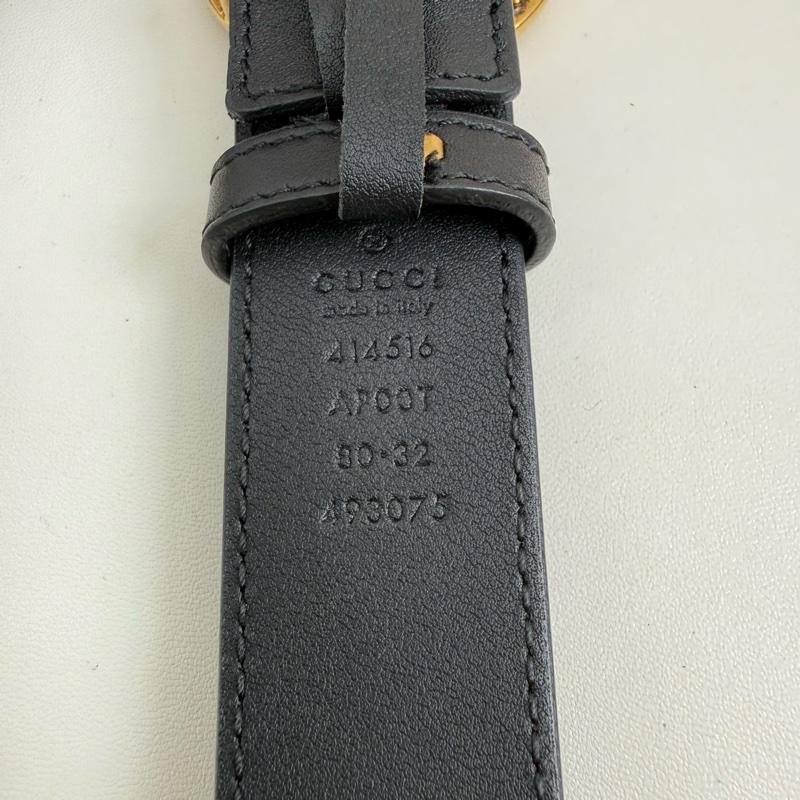 GUCCI
made in italy
414516
AP00T
80·32
493075